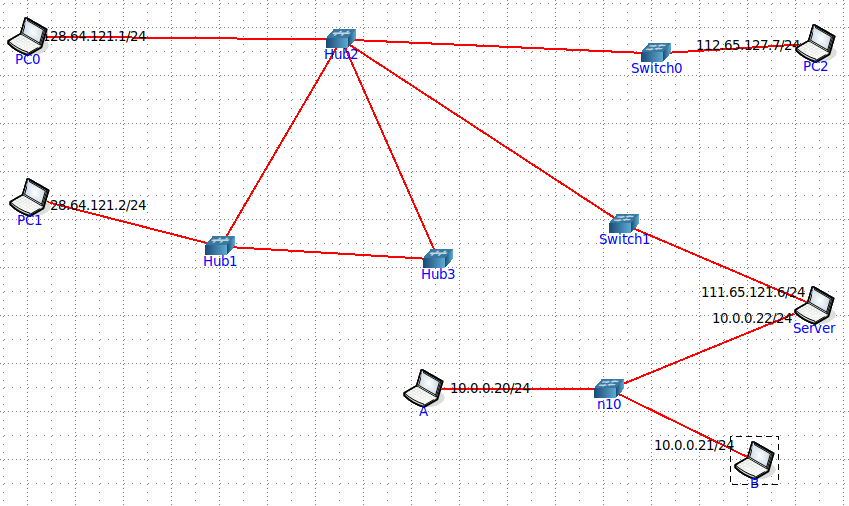 128.64.121.1/24
PC0
Hub2
112.65.127.7/24
Switch0
PC2
28.64.121.2/24
PC1
Hub1
Hub3
Switch1
111.65.121.6/24
10.0.0.22/24
Server
10.0.0.20/24
A
n10
10.0.0.21/24
B